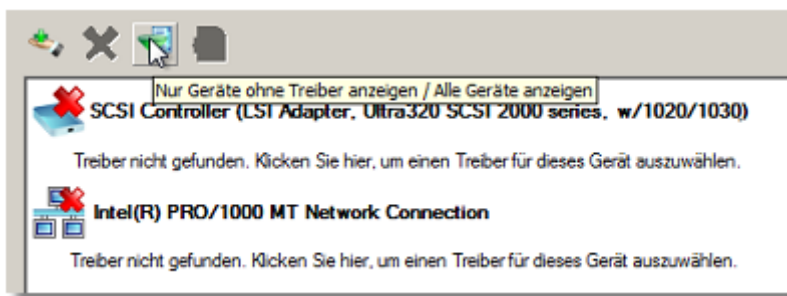 Nur Geräte ohne Treiber anzeigen / Alle Geräte anzeigen
SCSI Controller (LSI Adapter, Ultra320 SCSI 2000 series, w/1020/1030)
Treiber nicht gefunden. Klicken Sie hier, um einen Treiber für dieses Gerät auszuwählen.
Intel(R) PRO/1000 MT Network Connection
Treiber nicht gefunden. Klicken Sie hier, um einen Treiber für dieses Gerät auszuwählen.